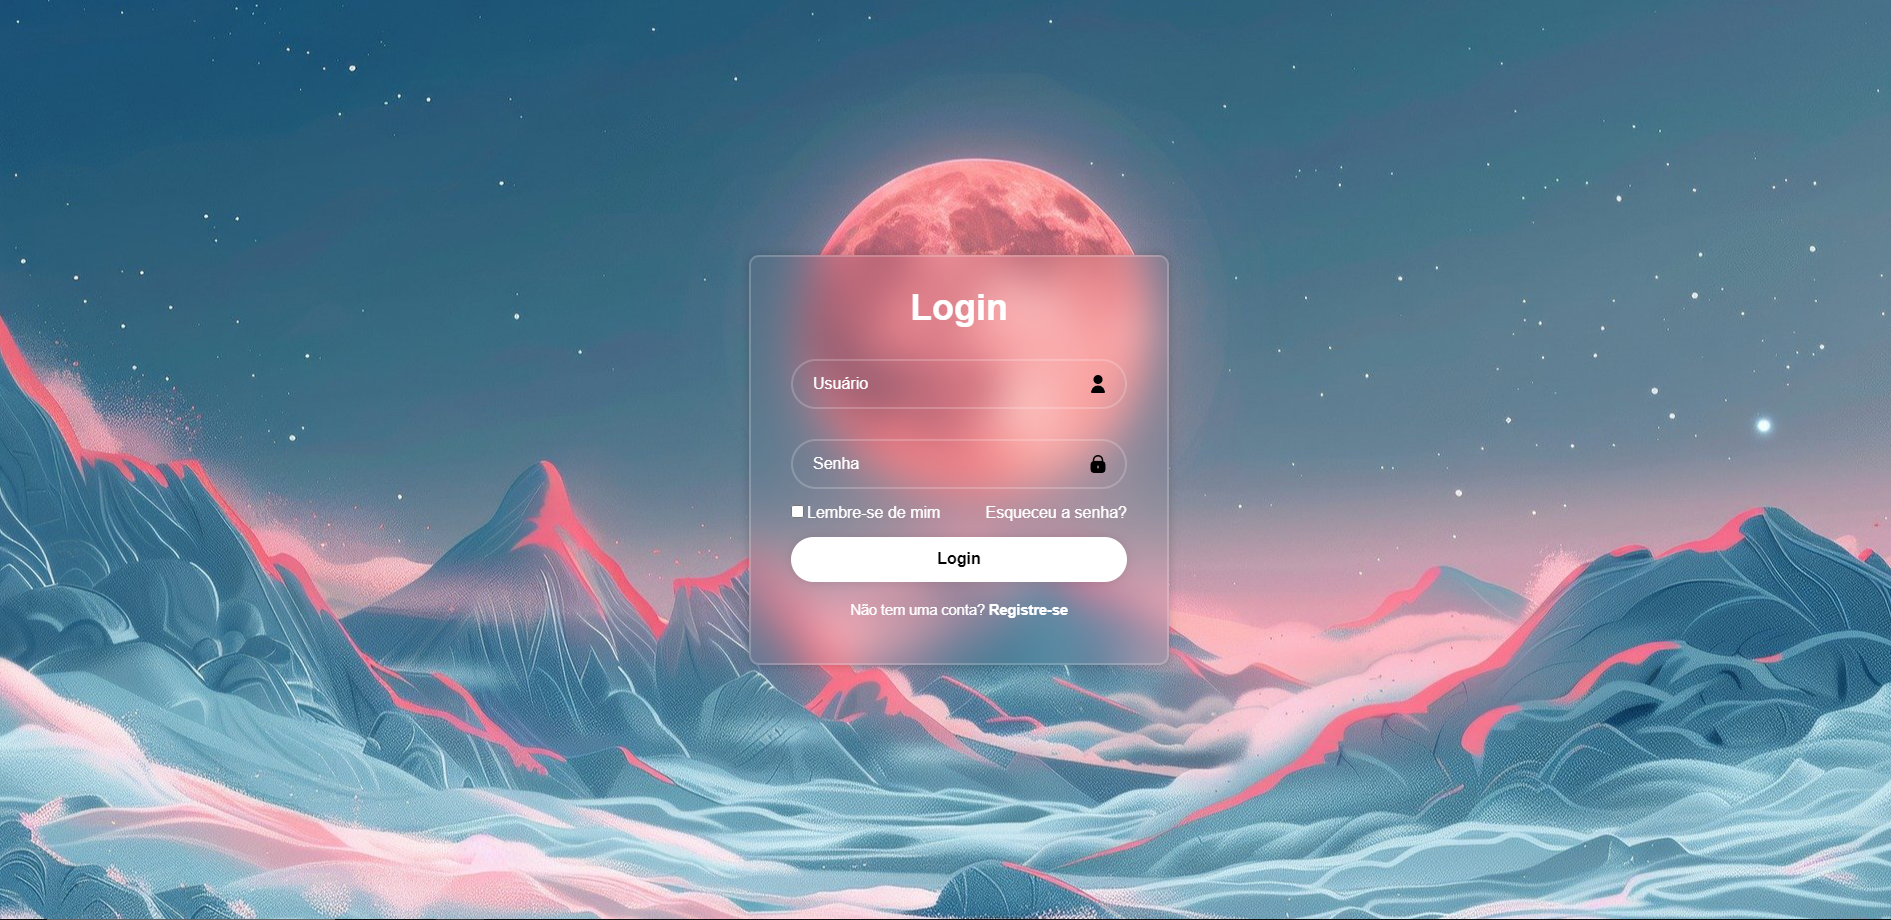 Login
Usuário
Senha
Lembre-se de mim Esqueceu a senha?
Login
Não tem uma conta? Registre-se